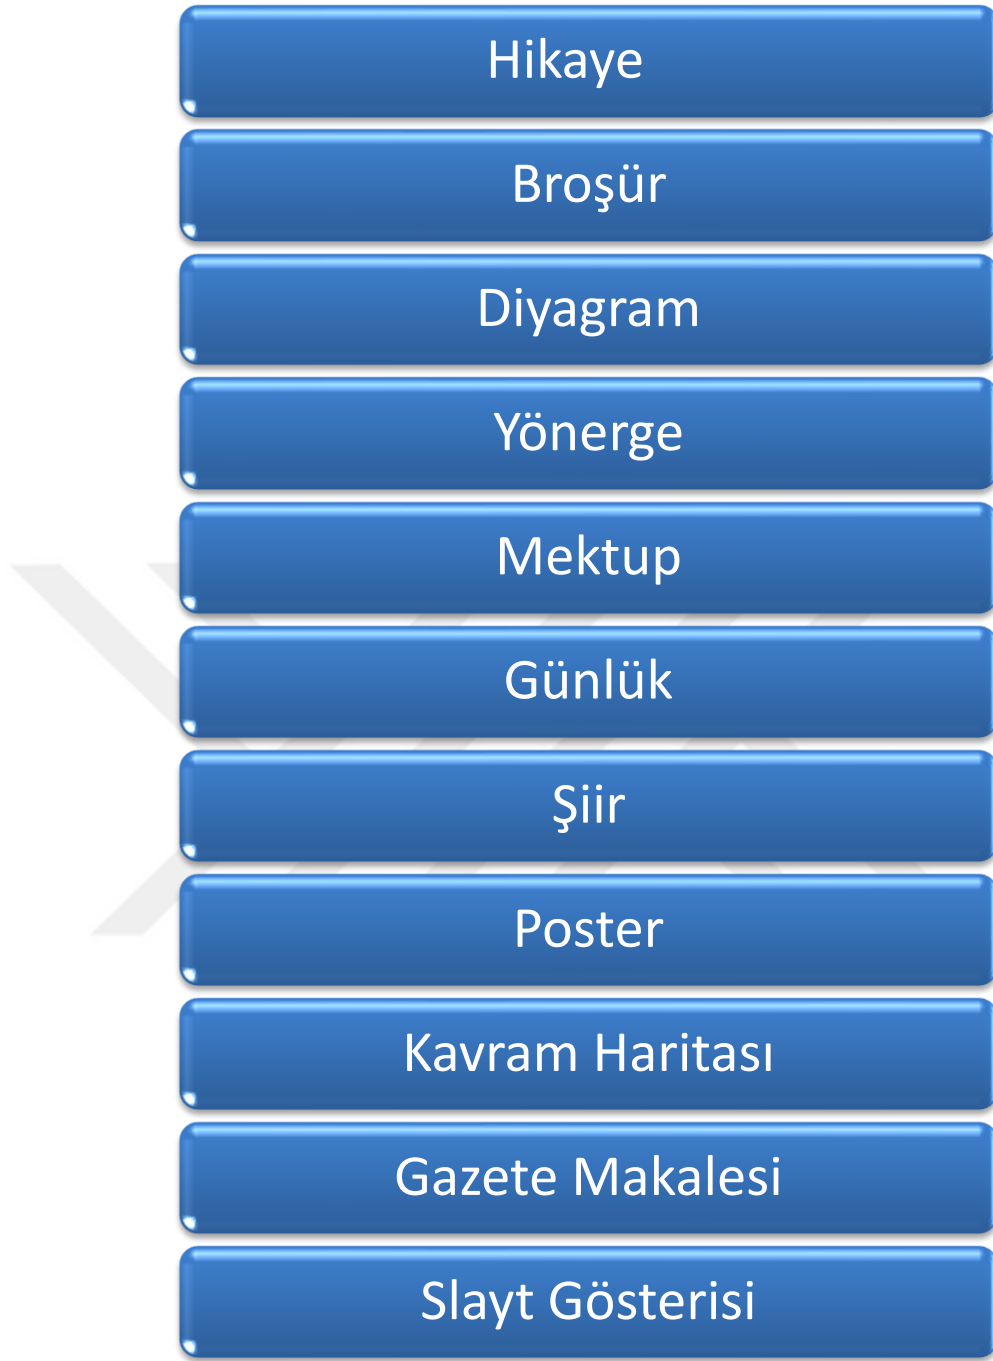 Hikaye
Broşür
Diyagram
Yönerge
Mektup
Günlük
Şiir
Poster
Kavram Haritası
Gazete Makalesi
Slayt Gösterisi